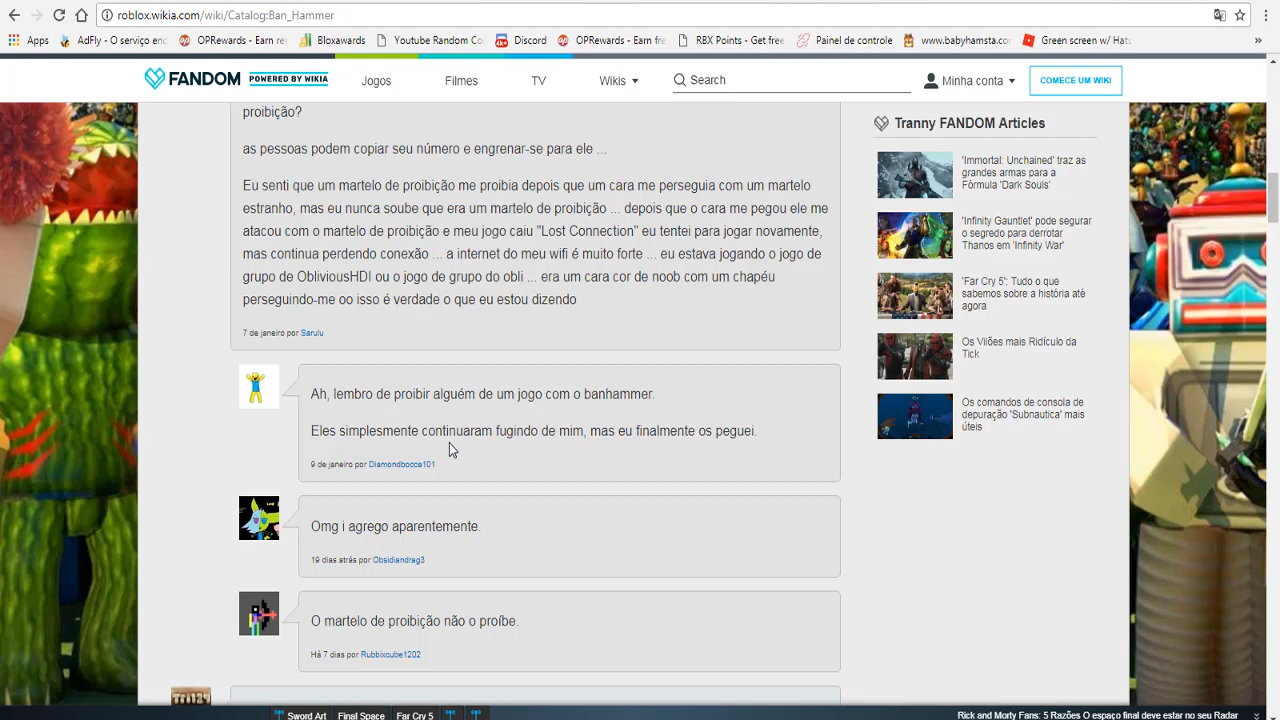 roblox.wikia.com/wiki/Catalog:Ban_Hammer
Apps AdFly - O serviço enc OPRewards - Earn re Bloxawards Youtube Random Co Discord OPRewards - Earn fre RBX Points - Get free Painel de controle www.babyhamsta.co Green screen w/ Hats »
FANDOM POWERED BY WIKIA Jogos Filmes TV Wikis Search Minha conta COMECE UM WIKI
proibição?
as pessoas podem copiar seu número e engrenar-se para ele ...
Eu senti que um martelo de proibição me proibia depois que um cara me perseguia com um martelo
estranho, mas eu nunca soube que era um martelo de proibição ... depois que o cara me pegou ele me
atacou com o martelo de proibição e meu jogo caiu "Lost Connection" eu tentei para jogar novamente,
mas continua perdendo conexão ... a internet do meu wifi é muito forte ... eu estava jogando o jogo de
grupo de ObliviousHDI ou o jogo de grupo do obli ... era um cara cor de noob com um chapéu
perseguindo-me oo isso é verdade o que eu estou dizendo
7 de janeiro por Sarulu
Ah, lembro de proibir alguém de um jogo com o banhammer.
Eles simplesmente continuaram fugindo de mim, mas eu finalmente os peguei.
9 de janeiro por Diamondbocca101
Omg i agrego aparentemente.
19 dias atrás por Obsidiandrag3
O martelo de proibição não o proíbe.
Há 7 dias por Rubbixcube1202
Tranny FANDOM Articles
'Immortal: Unchained' traz as
grandes armas para a
Fórmula 'Dark Souls'
'Infinity Gauntlet' pode segurar
o segredo para derrotar
Thanos em 'Infinity War'
'Far Cry 5': Tudo o que
sabemos sobre a história até
agora
Os Vilões mais Ridículo da
Tick
Os comandos de consola de
depuração 'Subnautica' mais
úteis
Sword Art Final Space Far Cry 5 Rick and Morty Fans: 5 Razões O espaço final deve estar no seu Radar